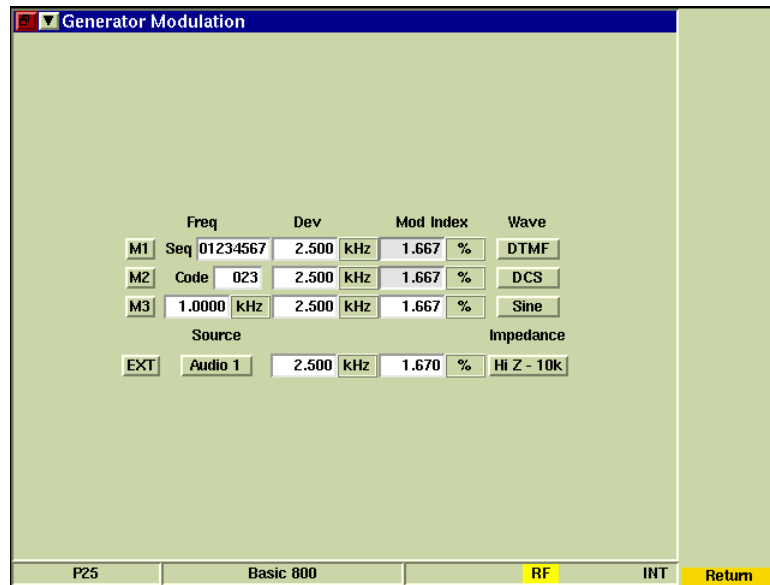 Generator Modulation
Freq Dev Mod Index Wave
M1 Seq 01234567 2.500 kHz 1.667 % DTMF
M2 Code 023 2.500 kHz 1.667 % DCS
M3 1.0000 kHz 2.500 kHz 1.667 % Sine
Source Impedance
EXT Audio 1 2.500 kHz 1.670 % Hi Z - 10k
P25 Basic 800 RF INT Return